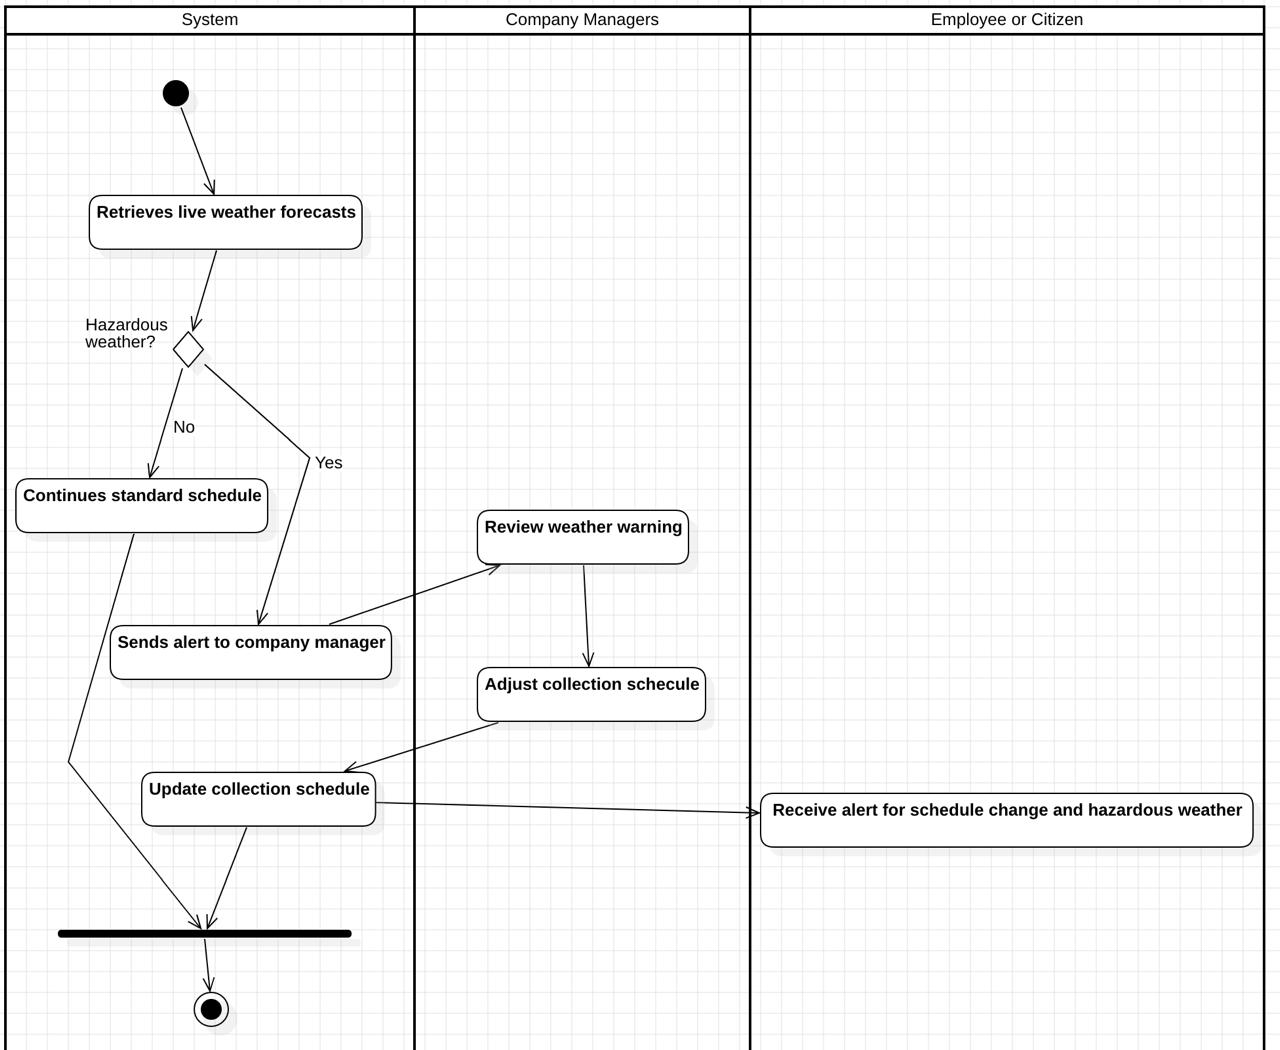 System
Company Managers
Employee or Citizen
Retrieves live weather forecasts
Hazardous
weather?
No
Yes
Continues standard schedule
Review weather warning
Sends alert to company manager
Adjust collection schecule
Update collection schedule
Receive alert for schedule change and hazardous weather